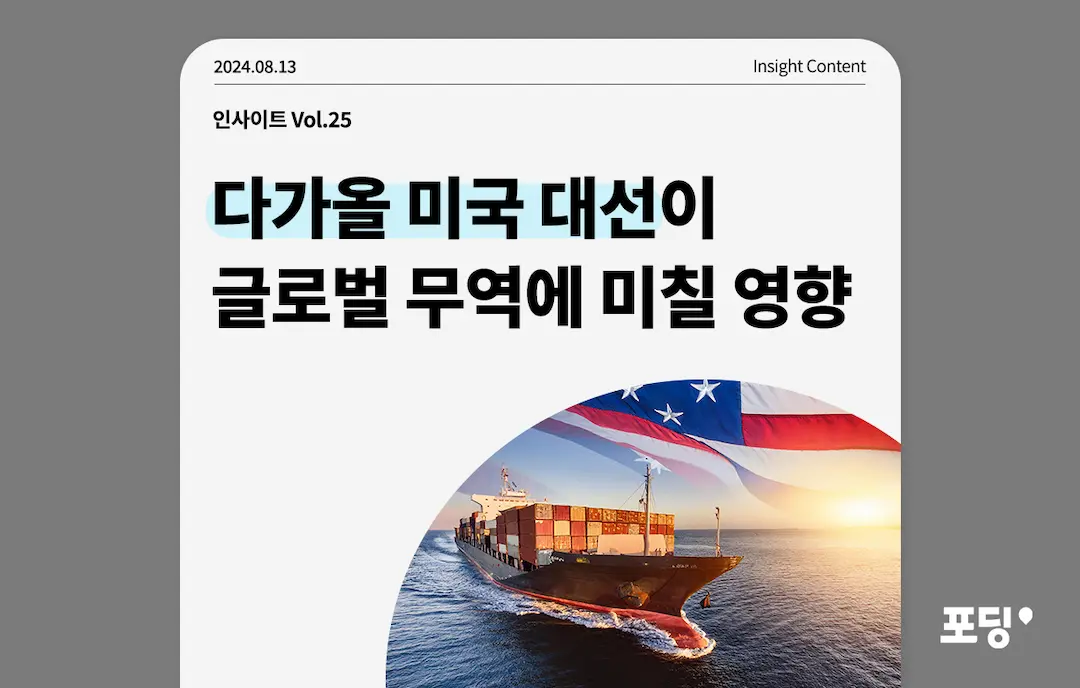 2024.08.13
Insight Content
인사이트 Vol.25
다가올 미국 대선이
글로벌 무역에 미칠 영향
포딩